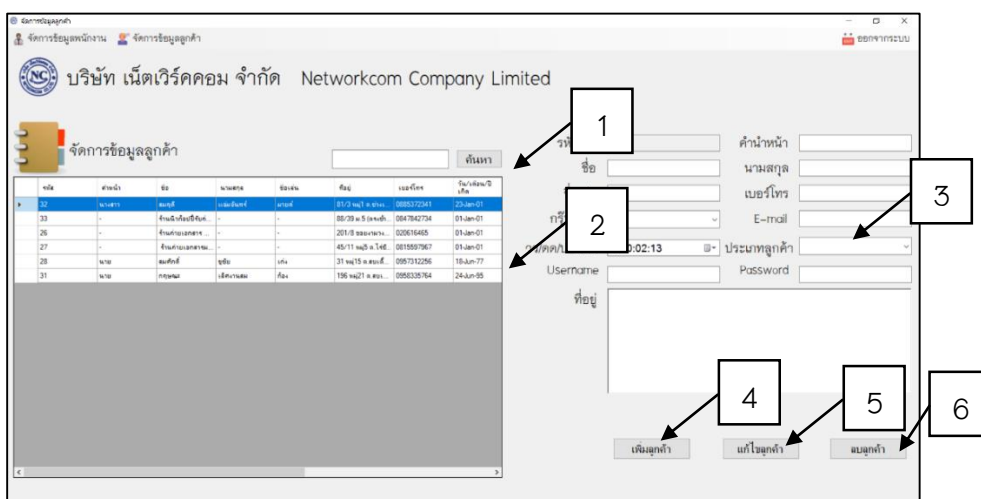 จัดการข้อมูลลูกค้า
จัดการข้อมูลพนักงาน จัดการข้อมูลลูกค้า ออกจากระบบ
NC บริษัท เน็ตเวิร์คคอม จำกัด Networkcom Company Limited
จัดการข้อมูลลูกค้า
ค้นหา
รหัส คำนำหน้า ชื่อ นามสกุล ชื่อเล่น ที่อยู่ เบอร์โทร วัน/เดือน/ปีเกิด
32 นางสาว สมฤดี 0885372341 23-Jan-01
33 - - - 0847842734 01-Jan-01
26 - - - 020616465 01-Jan-01
27 - - - 0815597967 01-Jan-01
28 นาย สมศักดิ์ เก่ง 0957312256 18-Jun-77
31 นาย ก้อง 0958335764 24-Jun-95
1
2
3
คำนำหน้า
ชื่อ นามสกุล
เบอร์โทร
E-mail
:02:13 ประเภทลูกค้า
Username Password
ที่อยู่
4
5
6
เพิ่มลูกค้า แก้ไขลูกค้า ลบลูกค้า